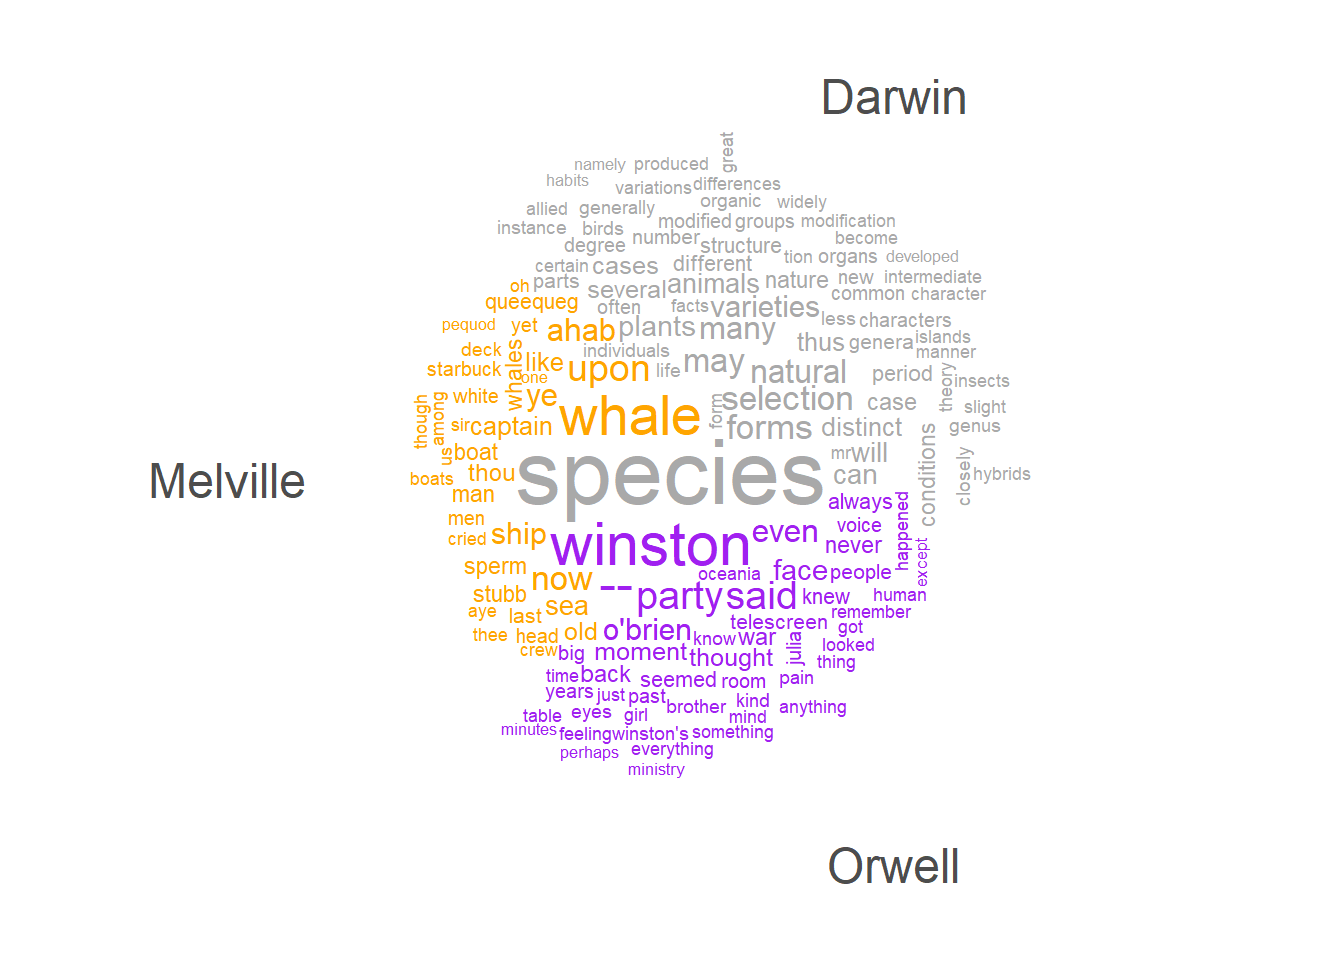 Darwin
great
namely produced
habits variations differences
allied generally organic widely
instance birds modified groups modification
degree number structure become
certain cases different tion organs developed
oh parts several animals nature new intermediate
queequeg often facts varieties common character
pequod yet ahab plants many less characters
deck whales individuals thus genera islands
manner
starbuck like one upon life may natural period theory insects
though among white ye form selection case slight
sir captain whale forms distinct conditions genus
us boat species mr will closely
Melville
boats thou can hybrids
man always happened
men voice
cried ship winston even never except
sperm now -- oceania face people
stubb party said knew human
aye last sea telescreen remember
thee head old o'brien know war julia got looked
crew big moment thought thing
time back seemed room pain
years just past brother kind anything
table eyes girl mind
minutes feeling winston's something
perhaps everything
ministry
Orwell